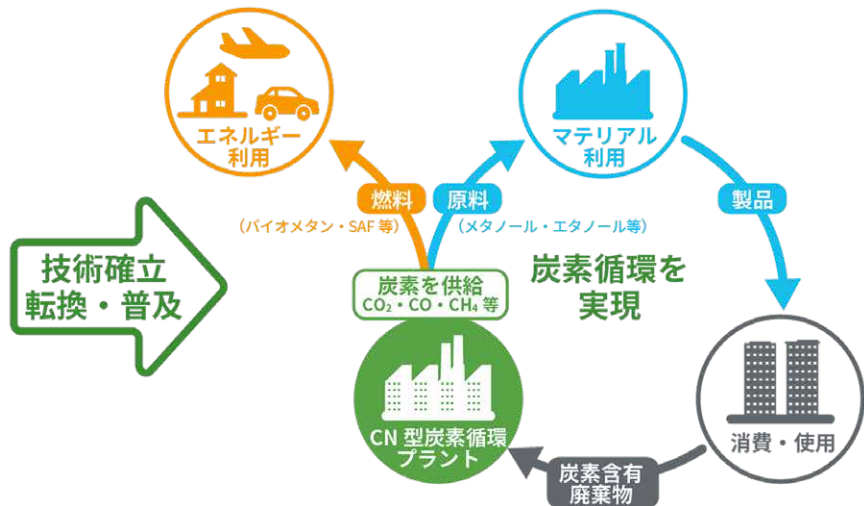 エネルギー
利用
マテリアル
利用
燃料
原料
製品
(バイオメタン・SAF 等)
(メタノール・エタノール等)
技術確立
転換・普及
炭素を供給
CO₂・CO・CH₄ 等
炭素循環を
実現
CN 型炭素循環
プラント
消費・使用
炭素含有
廃棄物